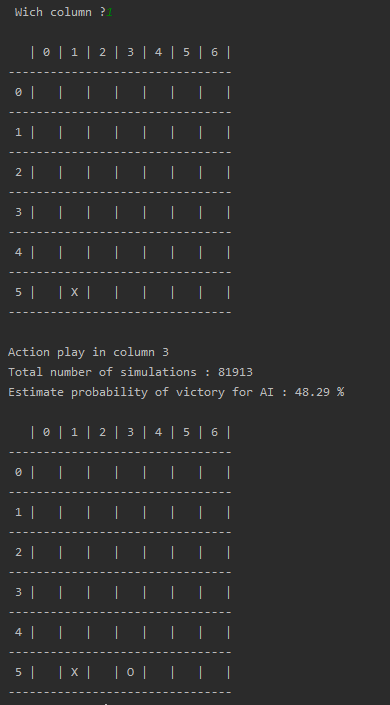 Wich column ?1
| 0 | 1 | 2 | 3 | 4 | 5 | 6 |
--------------------------------
0 |   |   |   |   |   |   |   |
--------------------------------
1 |   |   |   |   |   |   |   |
--------------------------------
2 |   |   |   |   |   |   |   |
--------------------------------
3 |   |   |   |   |   |   |   |
--------------------------------
4 |   |   |   |   |   |   |   |
--------------------------------
5 |   | X |   |   |   |   |   |
--------------------------------
Action play in column 3
Total number of simulations : 81913
Estimate probability of victory for AI : 48.29 %
| 0 | 1 | 2 | 3 | 4 | 5 | 6 |
--------------------------------
0 |   |   |   |   |   |   |   |
--------------------------------
1 |   |   |   |   |   |   |   |
--------------------------------
2 |   |   |   |   |   |   |   |
--------------------------------
3 |   |   |   |   |   |   |   |
--------------------------------
4 |   |   |   |   |   |   |   |
--------------------------------
5 |   | X |   | O |   |   |   |
--------------------------------